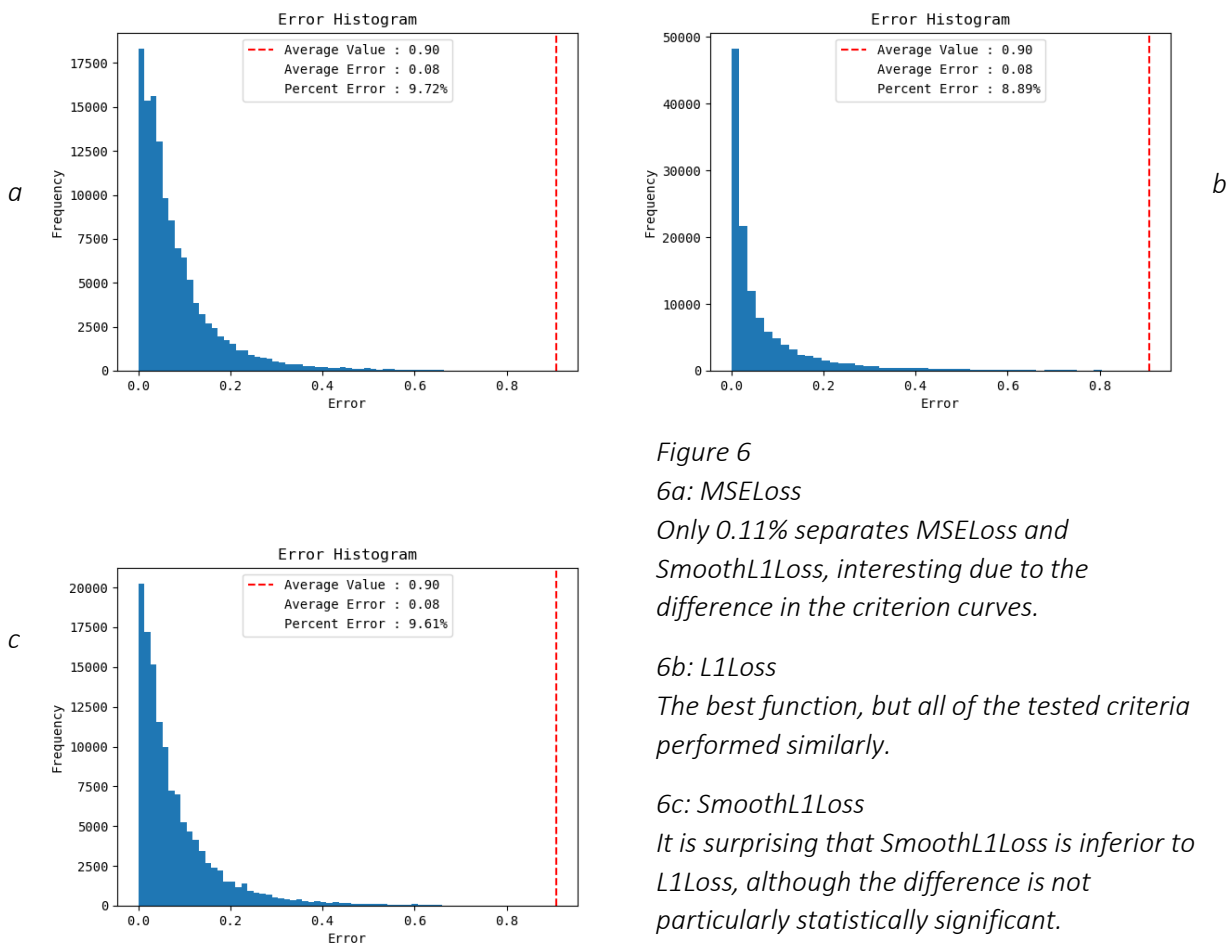 Error Histogram
Average Value : 0.90
Average Error : 0.08
Percent Error : 9.72%
17500
15000
12500
10000
7500
5000
2500
0
Frequency
0.0 0.2 0.4 0.6 0.8
Error
a
Error Histogram
Average Value : 0.90
Average Error : 0.08
Percent Error : 8.89%
50000
40000
30000
20000
10000
0
Frequency
0.0 0.2 0.4 0.6 0.8
Error
b
Error Histogram
Average Value : 0.90
Average Error : 0.08
Percent Error : 9.61%
20000
17500
15000
12500
10000
7500
5000
2500
0
Frequency
0.0 0.2 0.4 0.6 0.8
Error
c
Figure 6
6a: MSELoss
Only 0.11% separates MSELoss and
SmoothL1Loss, interesting due to the
difference in the criterion curves.
6b: L1Loss
The best function, but all of the tested criteria
performed similarly.
6c: SmoothL1Loss
It is surprising that SmoothL1Loss is inferior to
L1Loss, although the difference is not
particularly statistically significant.